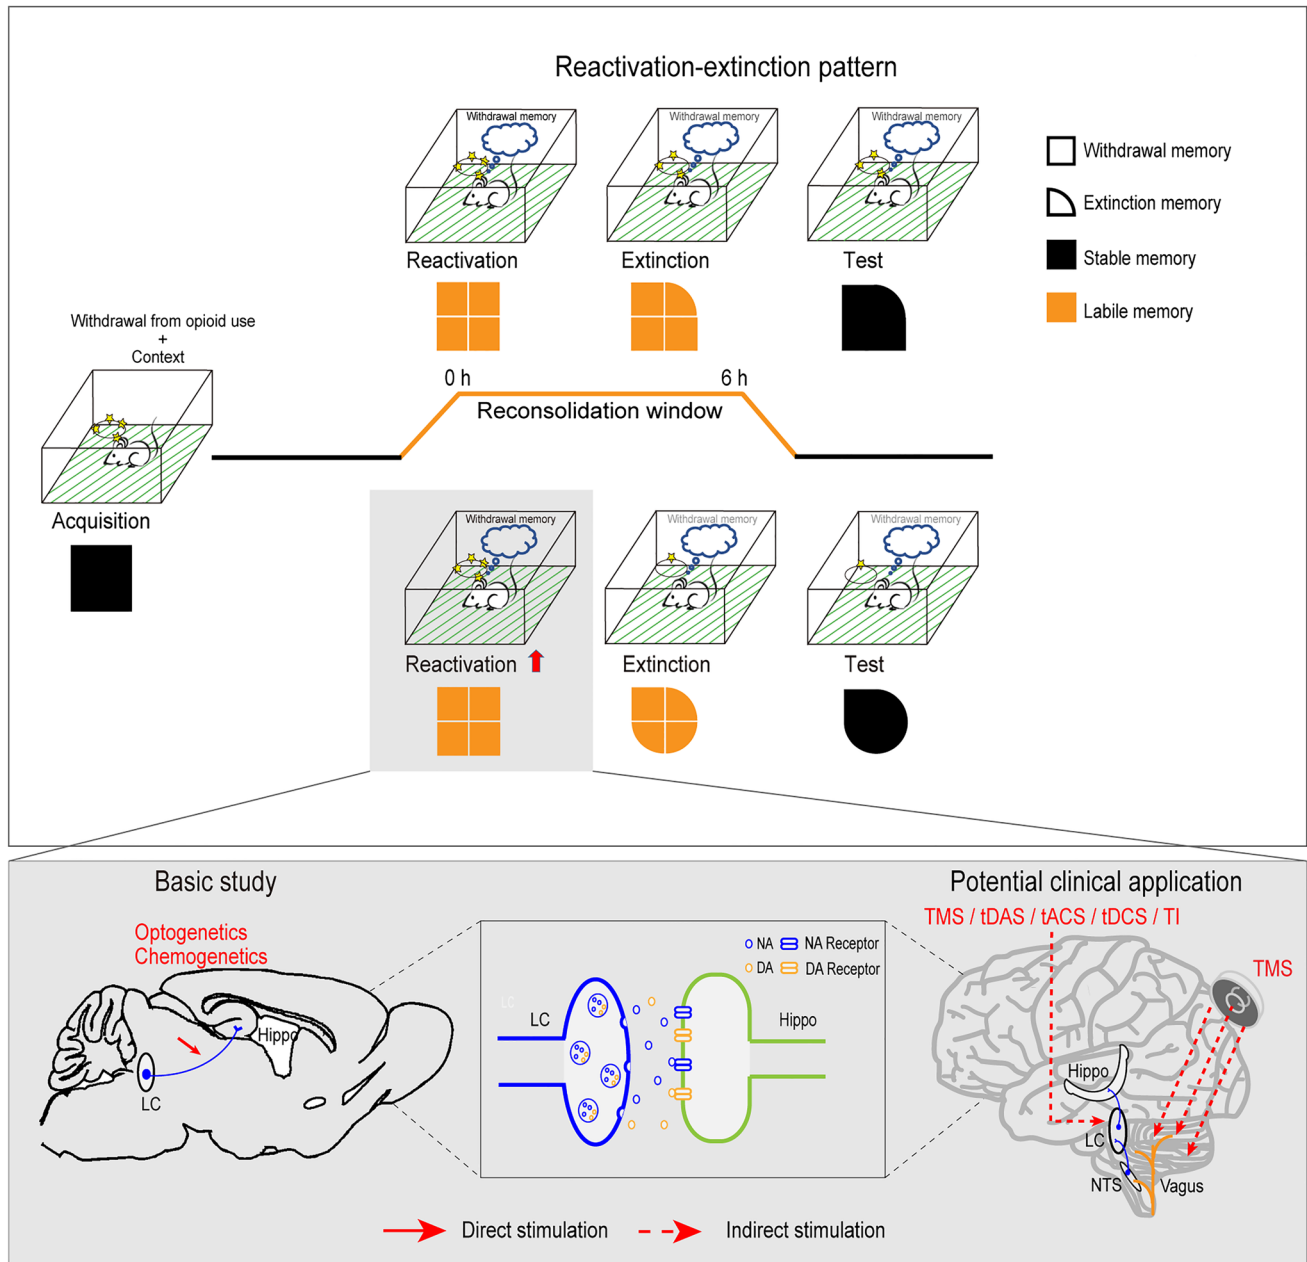 Reactivation-extinction pattern
Withdrawal memory
Withdrawal memory
Withdrawal memory
Reactivation
Extinction
Test
Withdrawal memory
Extinction memory
Stable memory
Labile memory
Withdrawal from opioid use
+
Context
Acquisition
0 h
6 h
Reconsolidation window
Withdrawal memory
Withdrawal memory
Withdrawal memory
Reactivation
Extinction
Test
Basic study
Optogenetics
Chemogenetics
Hippo
LC
NA
NA Receptor
DA
DA Receptor
LC
LC
Hippo
Potential clinical application
TMS / tDAS / tACS / tDCS / TI
TMS
Hippo
LC
NTS
Vagus
Direct stimulation
Indirect stimulation